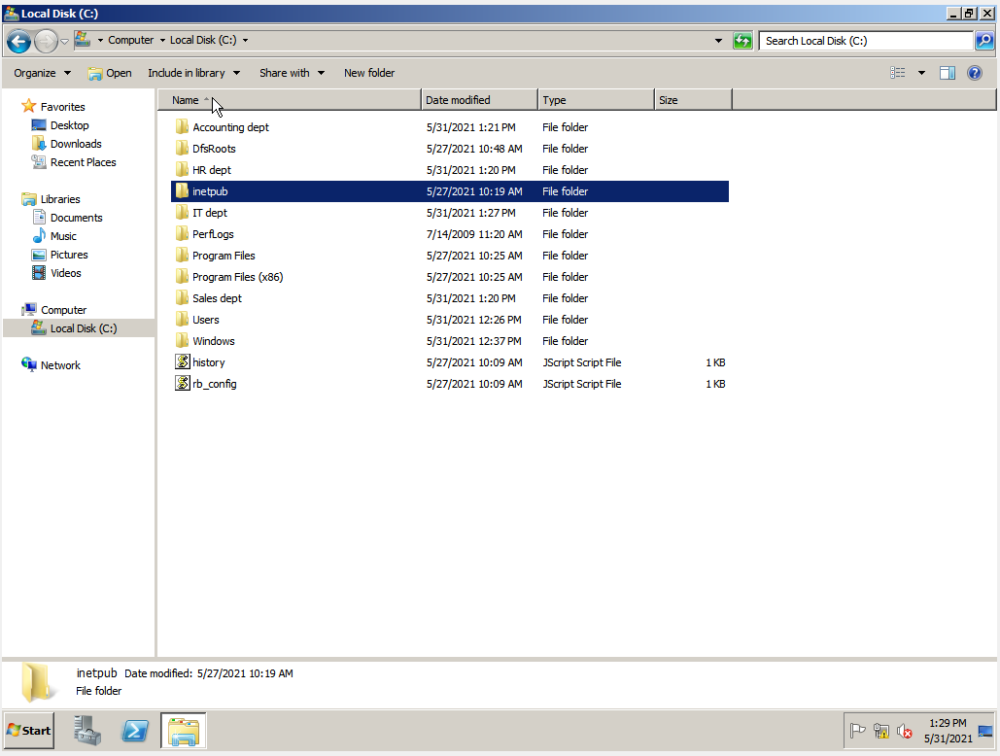 Local Disk (C:)
Computer Local Disk (C:) Search Local Disk (C:)
Organize Open Include in library Share with New folder
Name Date modified Type Size
Favorites
Desktop
Downloads
Recent Places
Libraries
Documents
Music
Pictures
Videos
Computer
Local Disk (C:)
Network
Accounting dept 5/31/2021 1:21 PM File folder
DfsRoots 5/27/2021 10:48 AM File folder
HR dept 5/31/2021 1:20 PM File folder
inetpub 5/27/2021 10:19 AM File folder
IT dept 5/31/2021 1:27 PM File folder
PerfLogs 7/14/2009 11:20 AM File folder
Program Files 5/27/2021 10:25 AM File folder
Program Files (x86) 5/27/2021 10:25 AM File folder
Sales dept 5/31/2021 1:20 PM File folder
Users 5/31/2021 12:26 PM File folder
Windows 5/31/2021 12:37 PM File folder
history 5/27/2021 10:09 AM JScript Script File 1 KB
rb_config 5/27/2021 10:09 AM JScript Script File 1 KB
inetpub Date modified: 5/27/2021 10:19 AM
File folder
Start
1:29 PM
5/31/2021